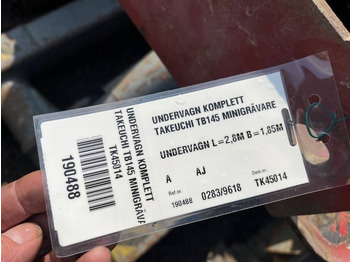 UNDERVAGN KOMPLETT
TAKEUCHI TB145 MINIGRÄVARE
UNDERVAGN L=2,8M B=1,85M
A AJ
Ref.nr. Dem.nr.
190488 0283/9618 TK45014
UNDERVAGN KOMPLETT
TAKEUCHI TB145 MINIGRÄVARE
TK45014
190488